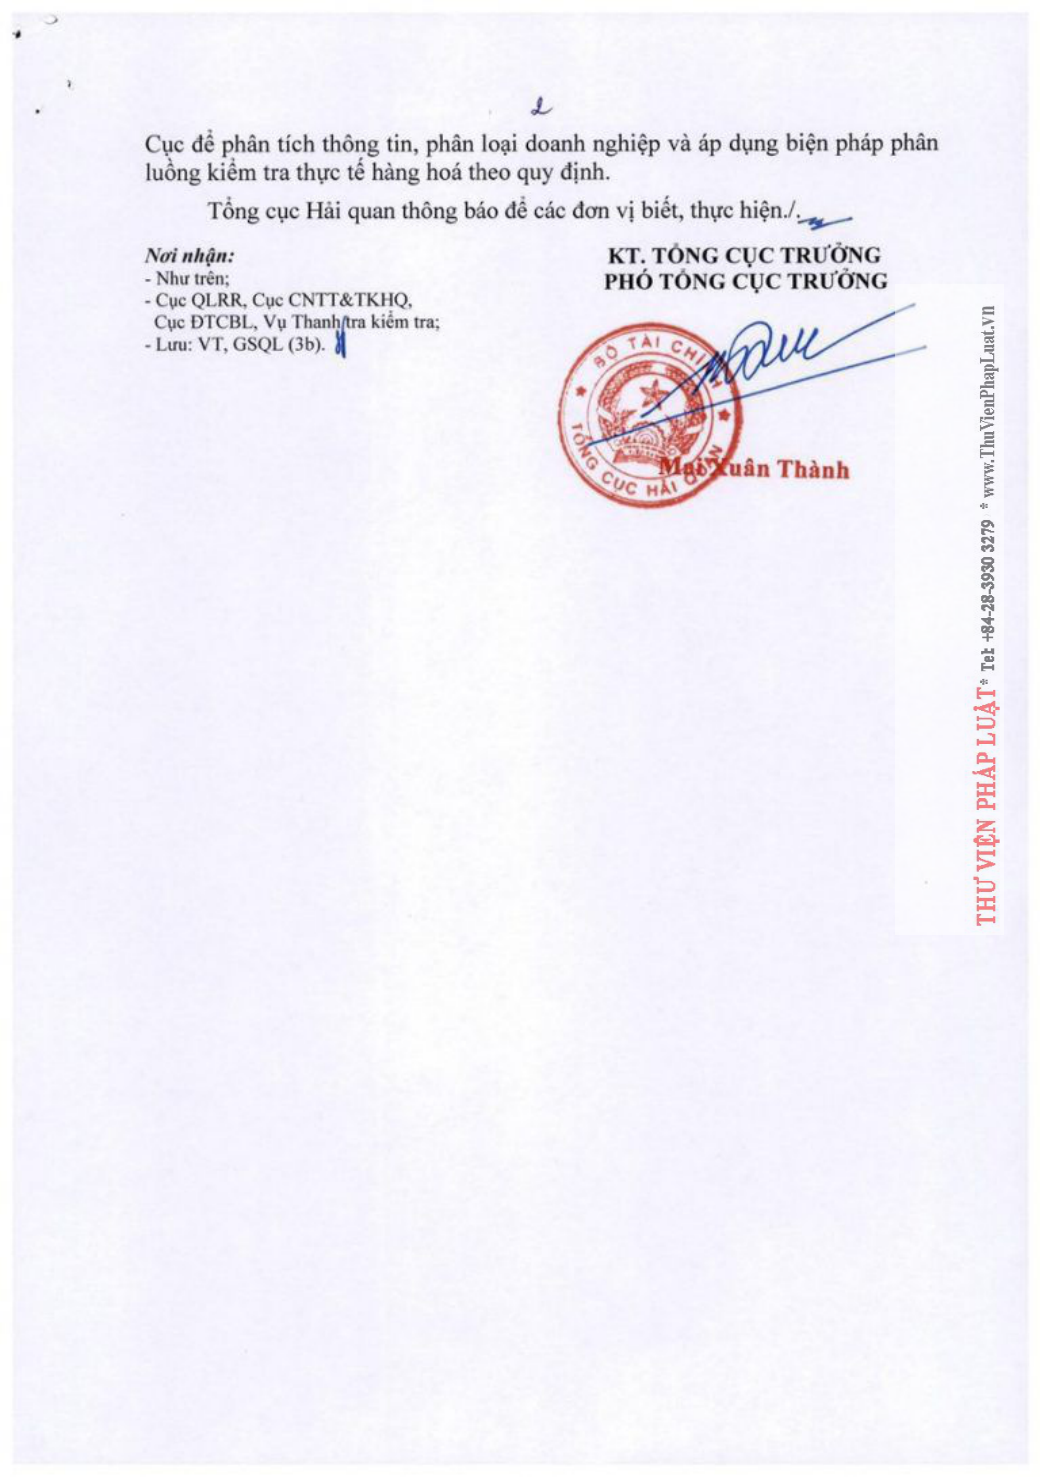 2
Cục để phân tích thông tin, phân loại doanh nghiệp và áp dụng biện pháp phân
luồng kiểm tra thực tế hàng hoá theo quy định.
Tổng cục Hải quan thông báo để các đơn vị biết, thực hiện./.
Nơi nhận:
- Như trên;
- Cục QLRR, Cục CNTT&TKHQ,
Cục ĐTCBL, Vụ Thanh tra kiểm tra;
- Lưu: VT, GSQL (3b).
KT. TỔNG CỤC TRƯỞNG
PHÓ TỔNG CỤC TRƯỞNG
BỘ TÀI CHÍNH
TỔNG CỤC HẢI QUAN
Mai Xuân Thành
THƯ VIỆN PHÁP LUẬT * Tel: +84-28-3930 3279 * www.ThuVienPhapLuat.vn